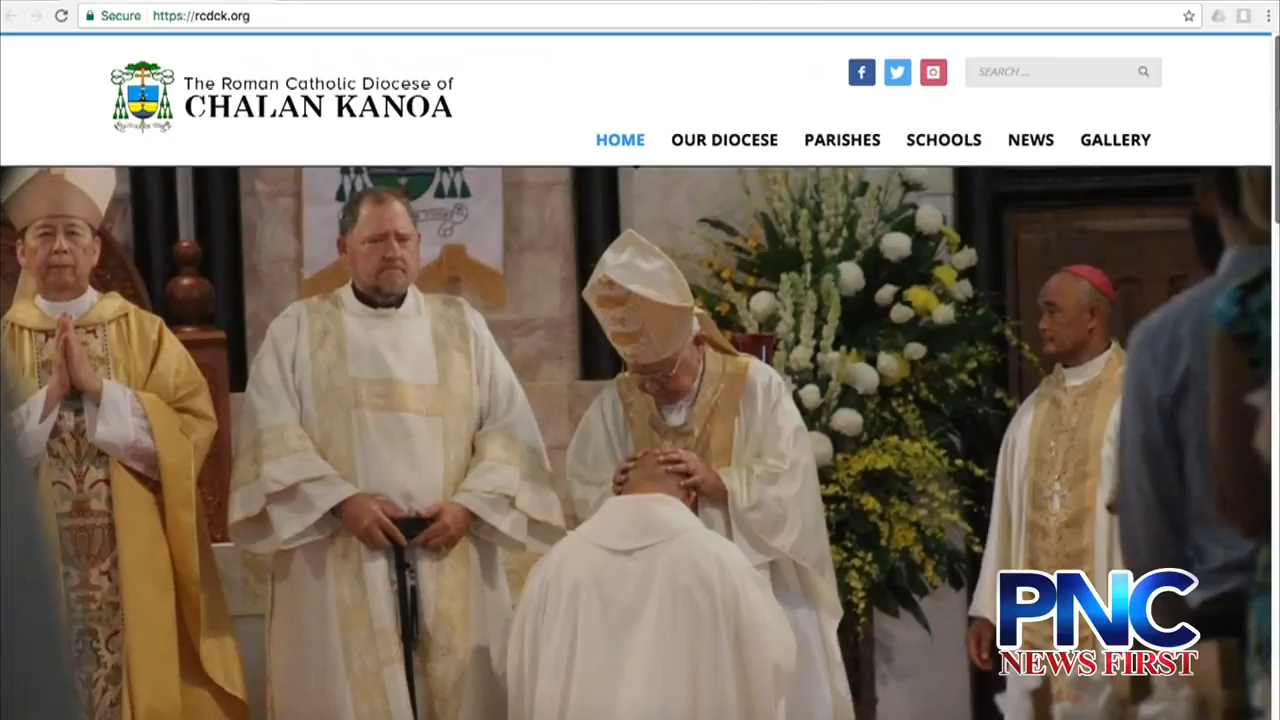 Secure
https://rcdck.org
The Roman Catholic Diocese of
CHALAN KANOA
SEARCH ...
HOME
OUR DIOCESE
PARISHES
SCHOOLS
NEWS
GALLERY
PNC
NEWS FIRST